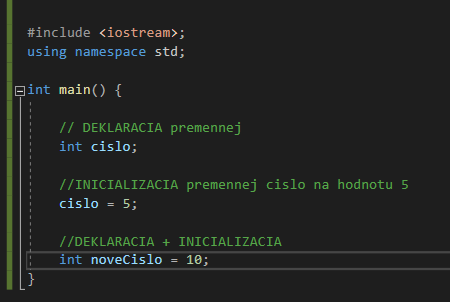 #include <iostream>;
using namespace std;
int main() {
// DEKLARACIA premennej
int cislo;
//INICIALIZACIA premennej cislo na hodnotu 5
cislo = 5;
//DEKLARACIA + INICIALIZACIA
int noveCislo = 10;
}